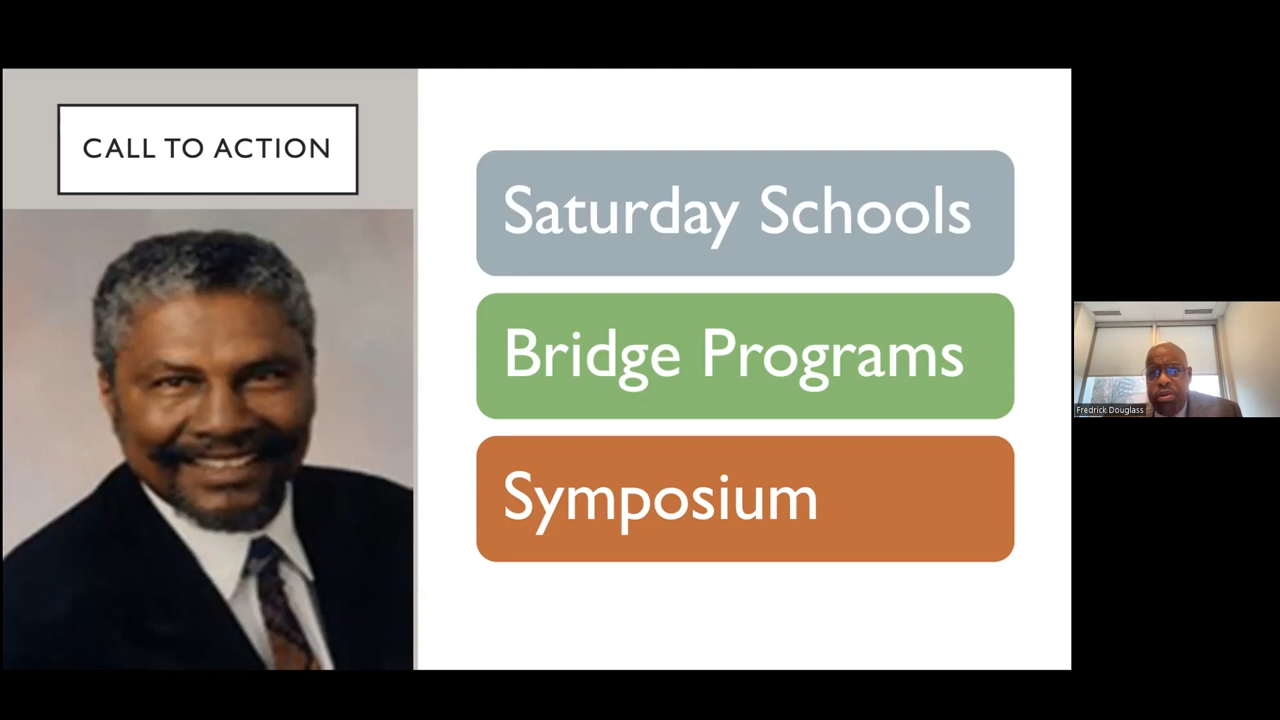 CALL TO ACTION
Saturday Schools
Bridge Programs
Symposium
Fredrick Douglass